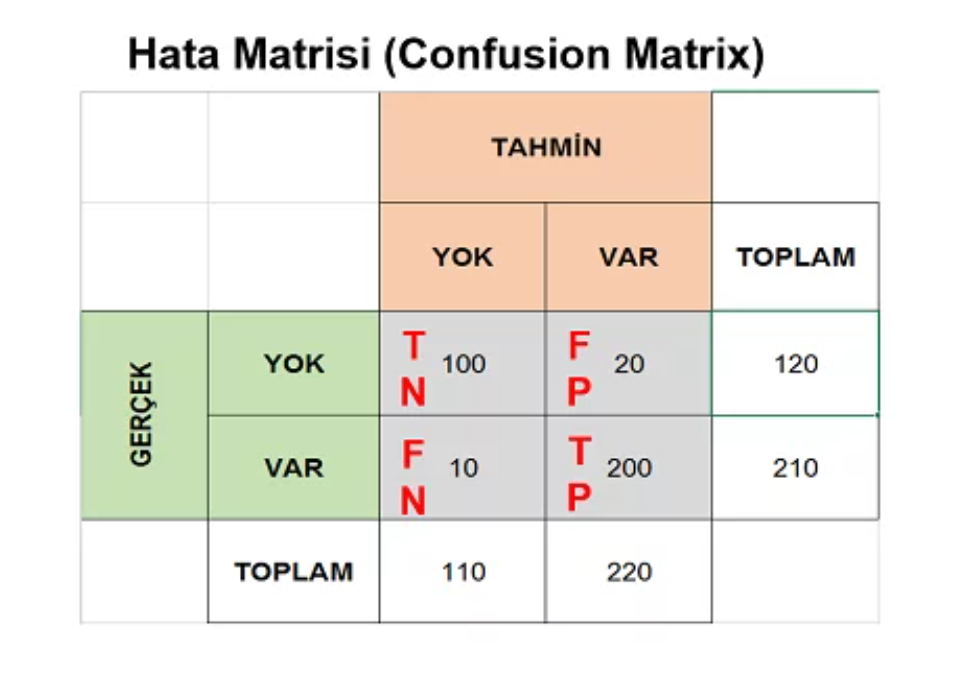 Hata Matrisi (Confusion Matrix)
TAHMİN
YOK VAR TOPLAM
GERÇEK
YOK TN 100 FP 20 120
VAR FN 10 TP 200 210
TOPLAM 110 220